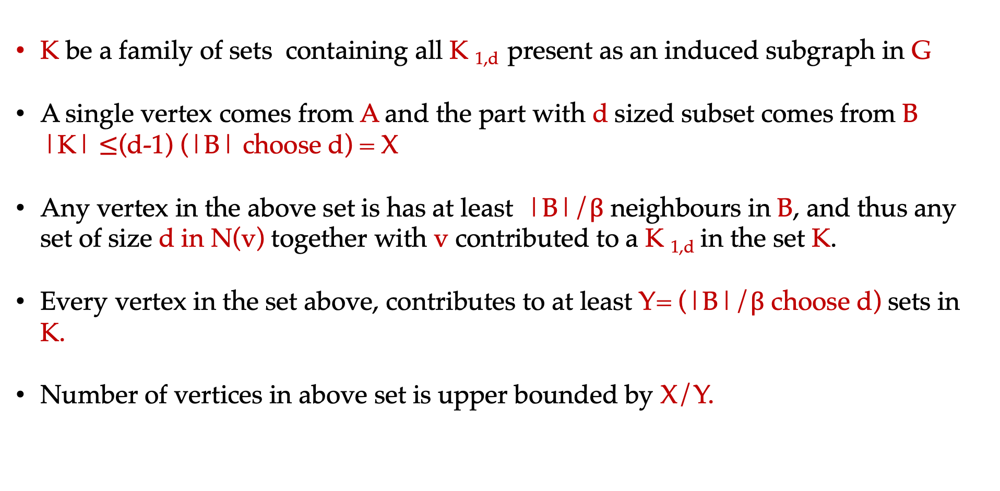 • K be a family of sets containing all K 1,d present as an induced subgraph in G
• A single vertex comes from A and the part with d sized subset comes from B
|K| ≤(d-1) (|B| choose d) = X
• Any vertex in the above set is has at least |B|/β neighbours in B, and thus any
set of size d in N(v) together with v contributed to a K 1,d in the set K.
• Every vertex in the set above, contributes to at least Y= (|B|/β choose d) sets in
K.
• Number of vertices in above set is upper bounded by X/Y.